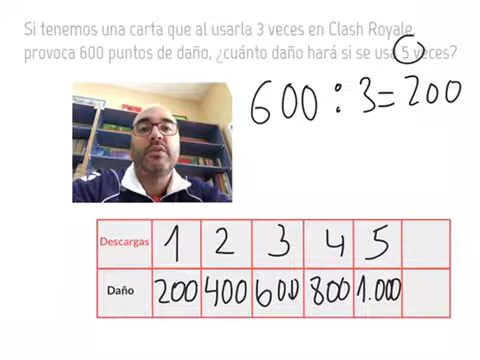 Si tenemos una carta que al usarla 3 veces en Clash Royale
provoca 600 puntos de daño, ¿cuánto daño hará si se usa 5 veces?
600 : 3 = 200
Descargas 1 2 3 4 5
Daño 200 400 600 800 1.000